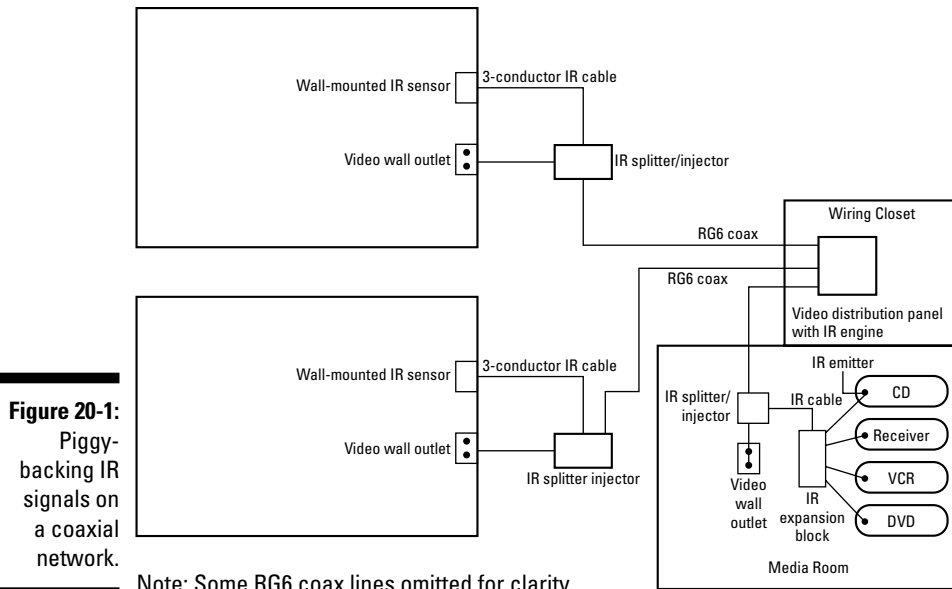 Wall-mounted IR sensor
3-conductor IR cable
Video wall outlet
IR splitter/injector
Wiring Closet
RG6 coax
RG6 coax
Video distribution panel
with IR engine
Wall-mounted IR sensor
3-conductor IR cable
Video wall outlet
IR splitter injector
IR emitter
IR splitter/
injector
IR cable
CD
Receiver
VCR
DVD
Video
wall
outlet
IR
expansion
block
Media Room
Figure 20-1:
Piggy-
backing IR
signals on
a coaxial
network.
Note: Some RG6 coax lines omitted for clarity